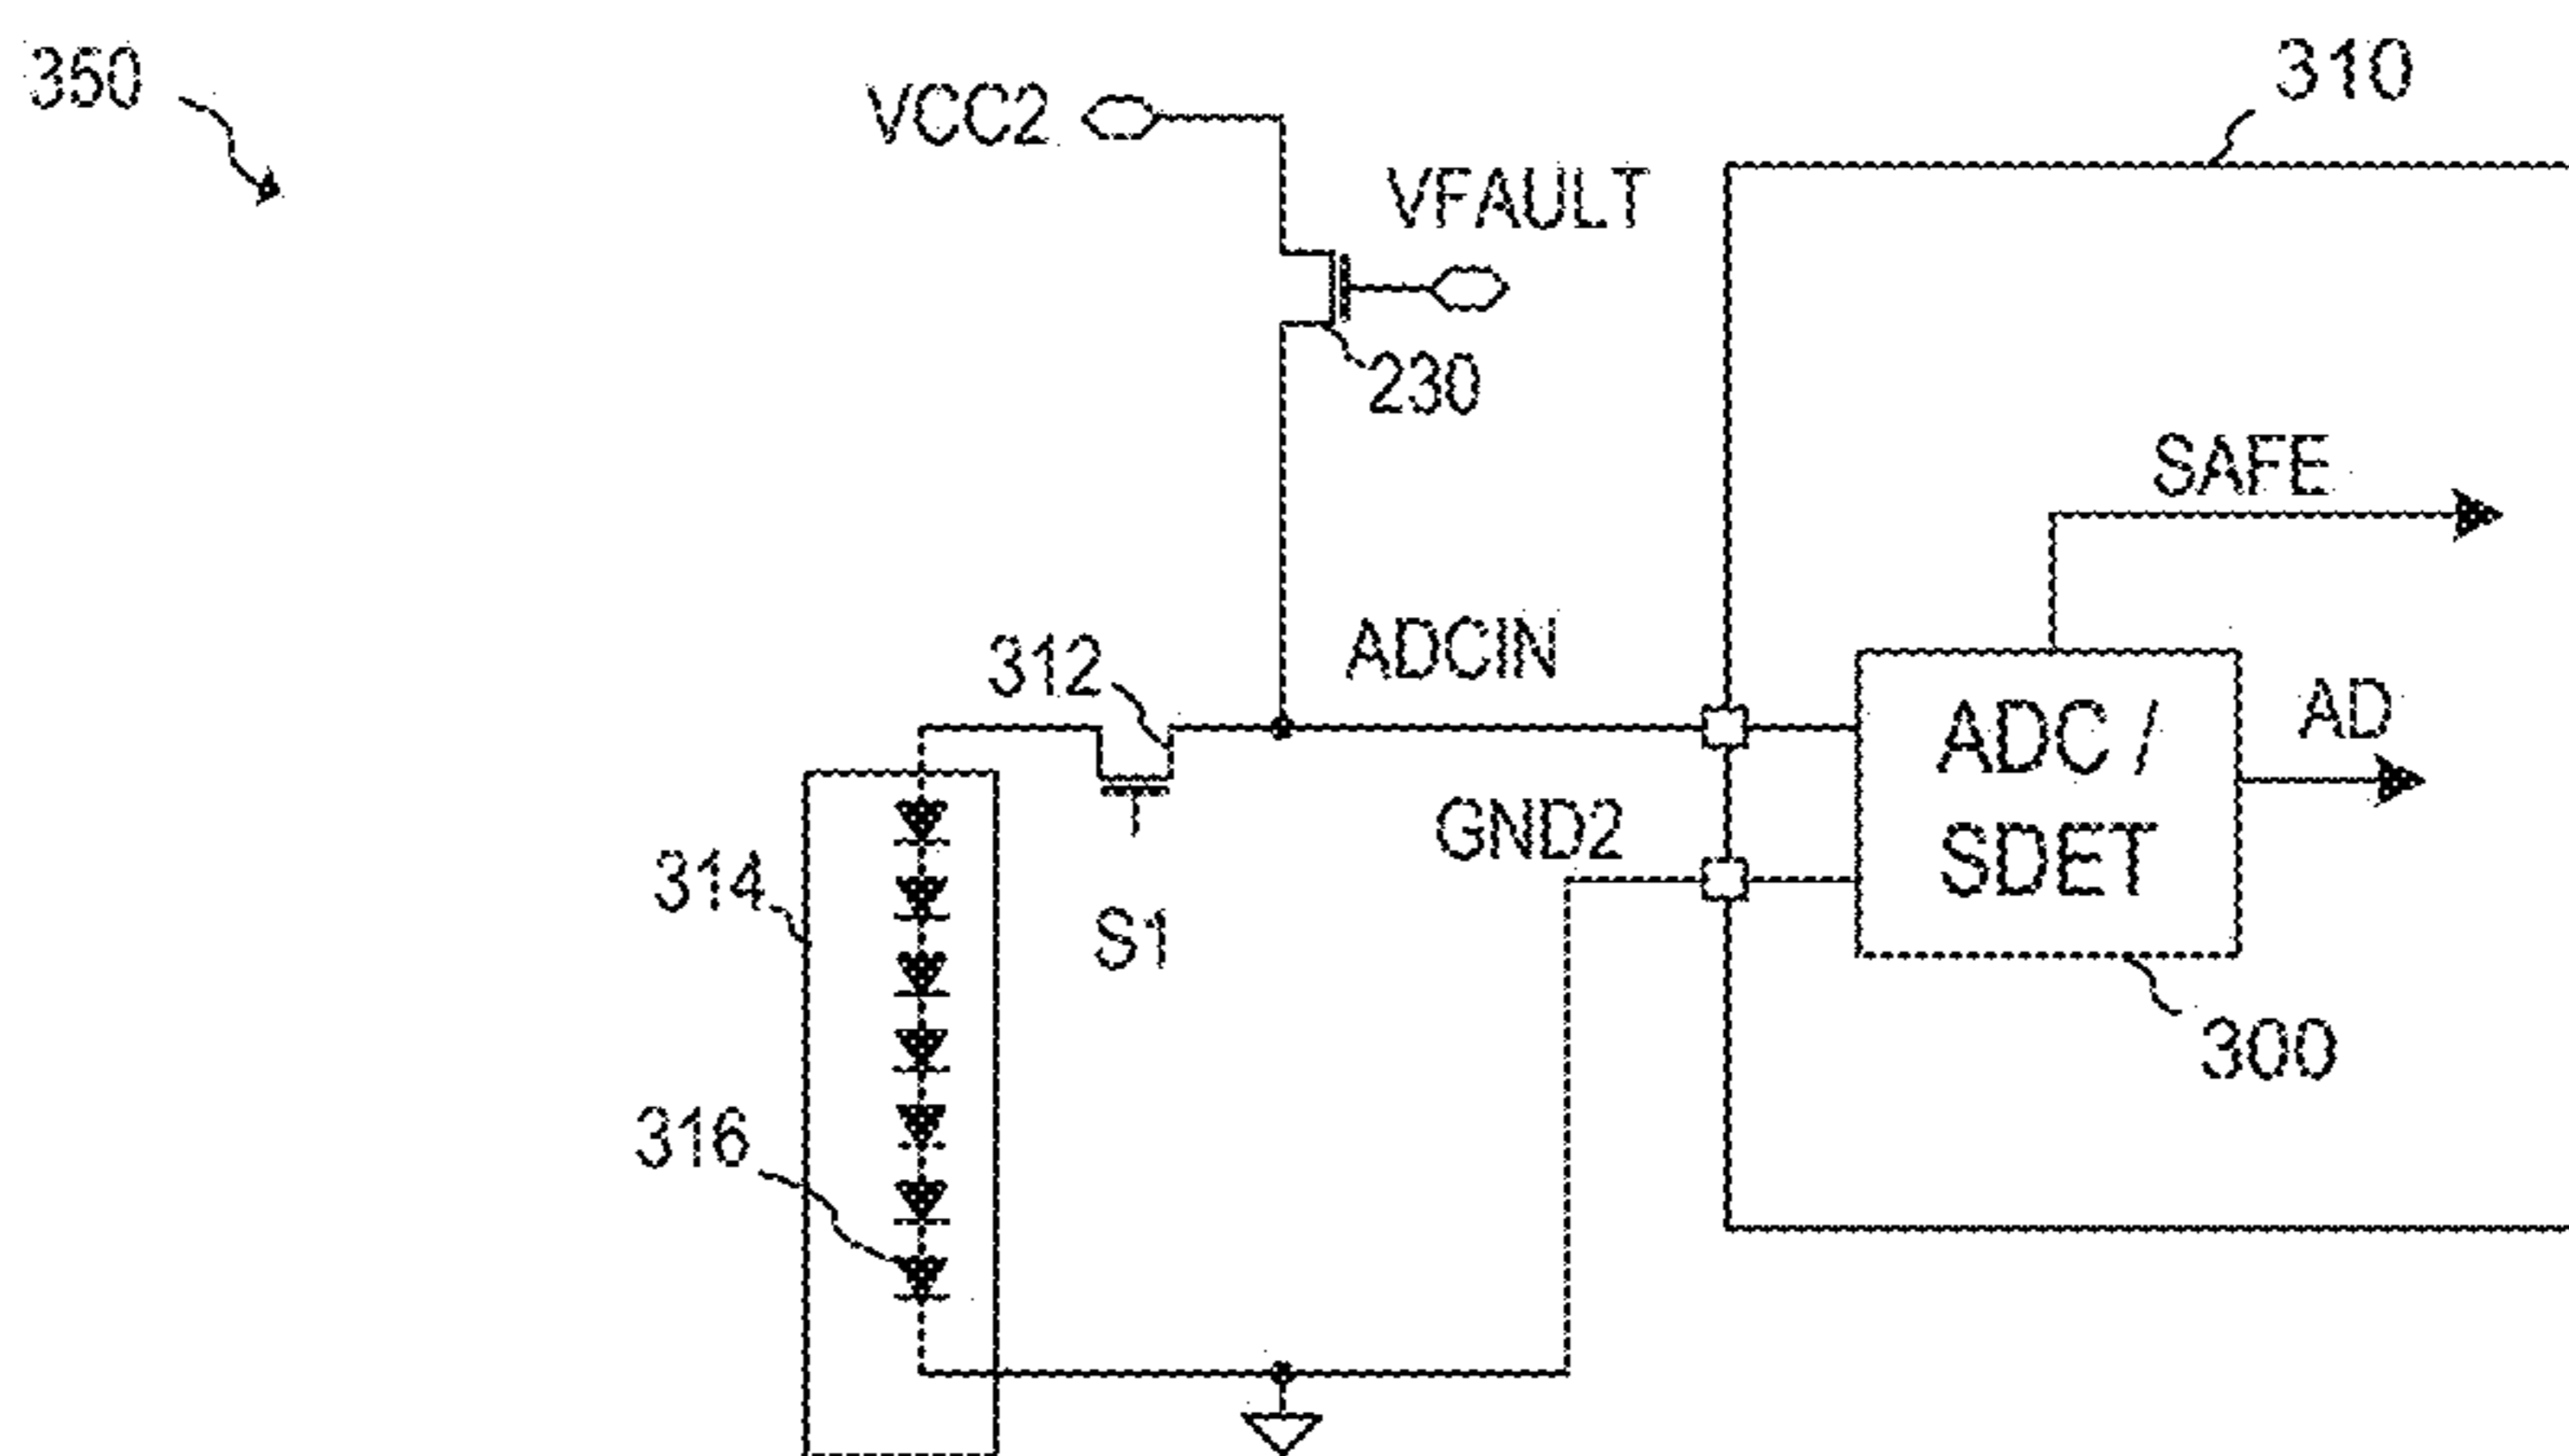 350
310
VCC2
VFAULT
230
SAFE
312
ADCIN
AD
ADC /
SDET
GND2
314
S1
300
316